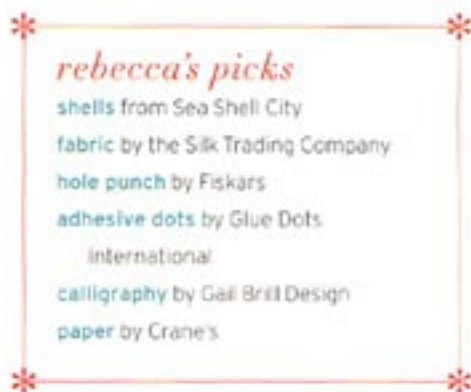 rebecca's picks
shells from Sea Shell City
fabric by the Silk Trading Company
hole punch by Fiskars
adhesive dots by Glue Dots
International
calligraphy by Gail Brill Design
paper by Crane's